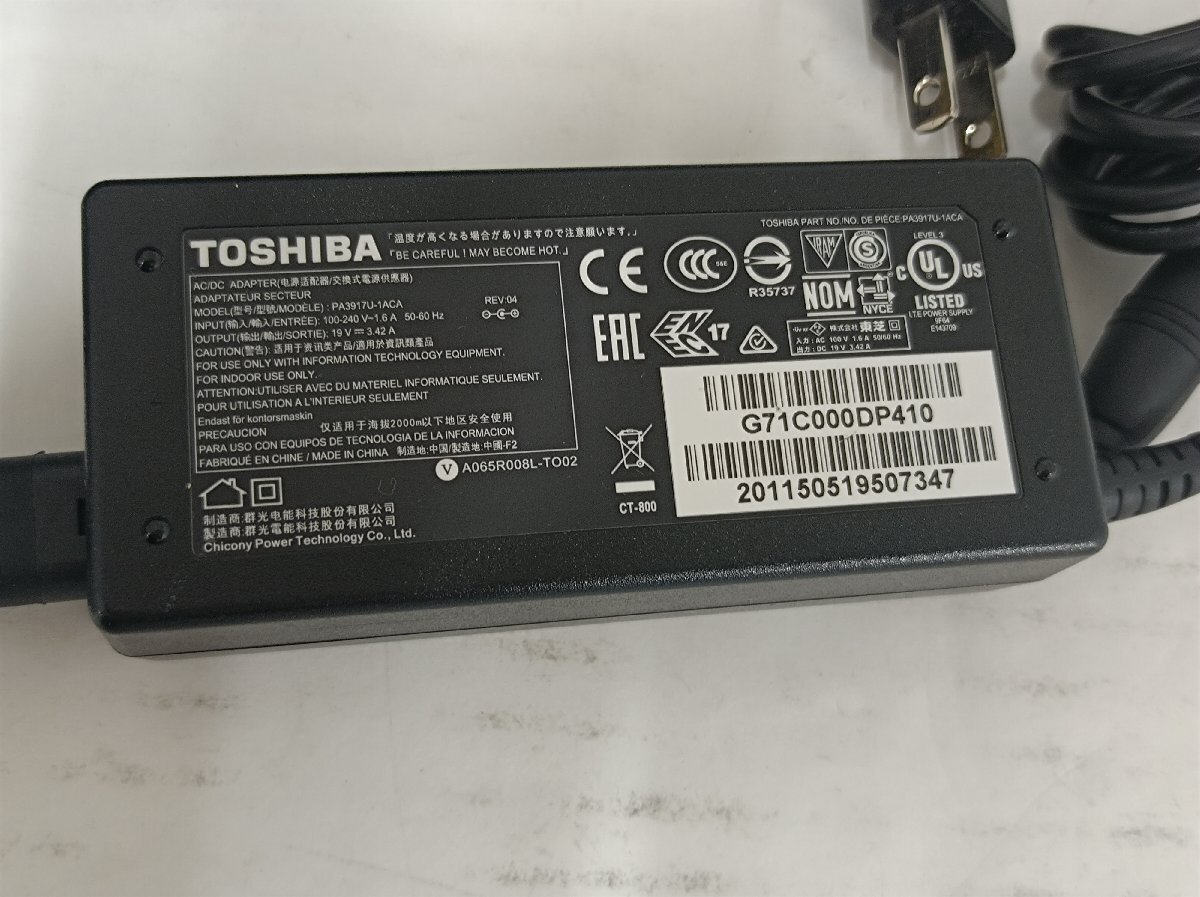 TOSHIBA PART NO./NO. DE PIÈCE:PA3917U-1ACA
TOSHIBA
「温度が高くなる場合がありますので注意願います。」
「BE CAREFUL! MAY BECOME HOT.」
AC/DC ADAPTER(电源适配器/交換式電源供應器)
ADAPTATEUR SECTEUR
MODEL(型号/型號/MODÈLE) : PA3917U-1ACA
REV:04
INPUT(输入/輸入/ENTRÉE): 100-240 V~1.6 A 50-60 Hz
OUTPUT(输出/輸出/SORTIE): 19 V⎓3.42 A
CAUTION(警告): 适用于资讯类产品/適用於資訊類產品
FOR USE ONLY WITH INFORMATION TECHNOLOGY EQUIPMENT.
FOR INDOOR USE ONLY.
ATTENTION:UTILISER AVEC DU MATERIEL INFORMATIQUE SEULEMENT.
POUR UTILISATION A L'INTERIEUR SEULEMENT
Endast för kontorsmaskin
PRECAUCION 仅适用于海拔2000m以下地区安全使用
PARA USO CON EQUIPOS DE TECNOLOGIA DE LA INFORMACION
FABRIQUÉ EN CHINE / MADE IN CHINA 制造地:中国/製造地:中國-F2
V A065R008L-TO02
制造商:群光电能科技股份有限公司
製造商:群光電能科技股份有限公司
Chicony Power Technology Co., Ltd.
CE
CCC
S&E
R35737
IRAM
S
NOM
NYCE
LEVEL 3
C UL US
LISTED
I.T.E. POWER SUPPLY
9F64
E143709
EAC
17
株式会社 東芝
入力 : AC 100 V 1.6 A 50/60 Hz
出力 : DC 19 V 3.42 A
G71C000DP410
201150519507347
CT-800